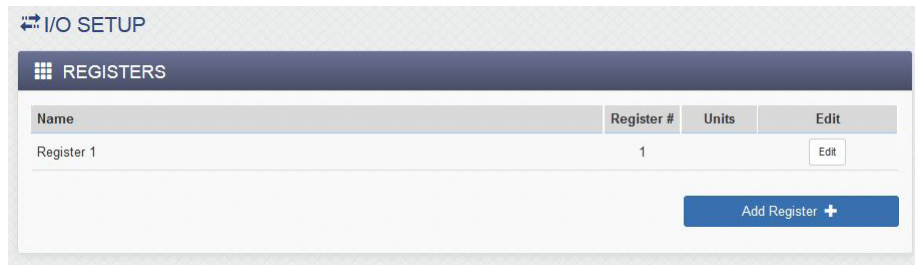 I/O SETUP
REGISTERS
Name Register # Units Edit
Register 1 1 Edit
Add Register